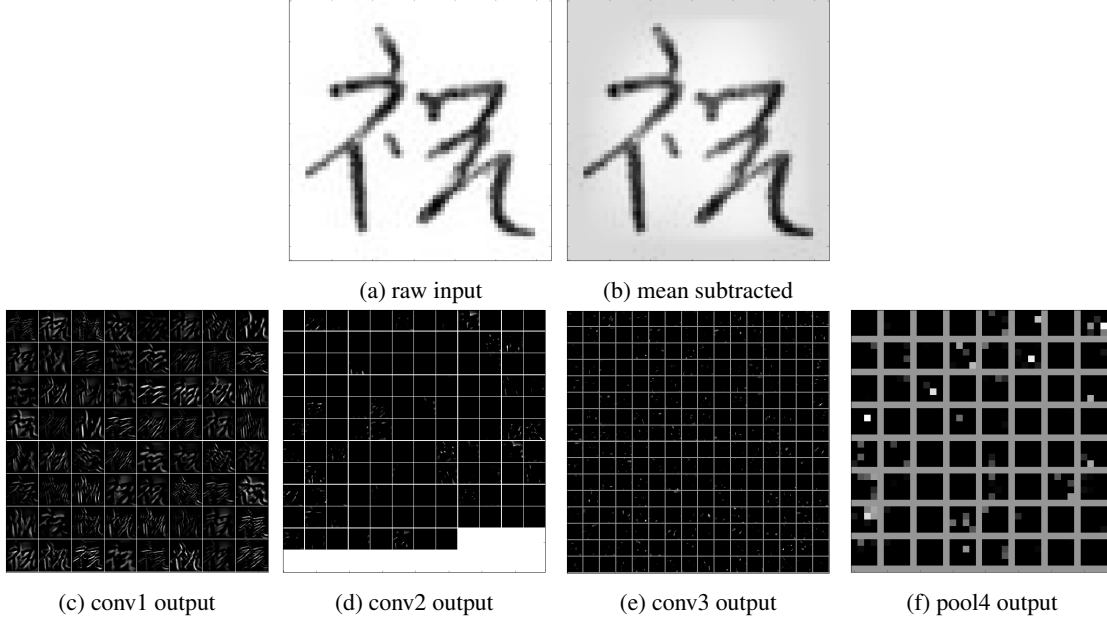 祝 祝
(a) raw input (b) mean subtracted
(c) conv1 output (d) conv2 output (e) conv3 output (f) pool4 output